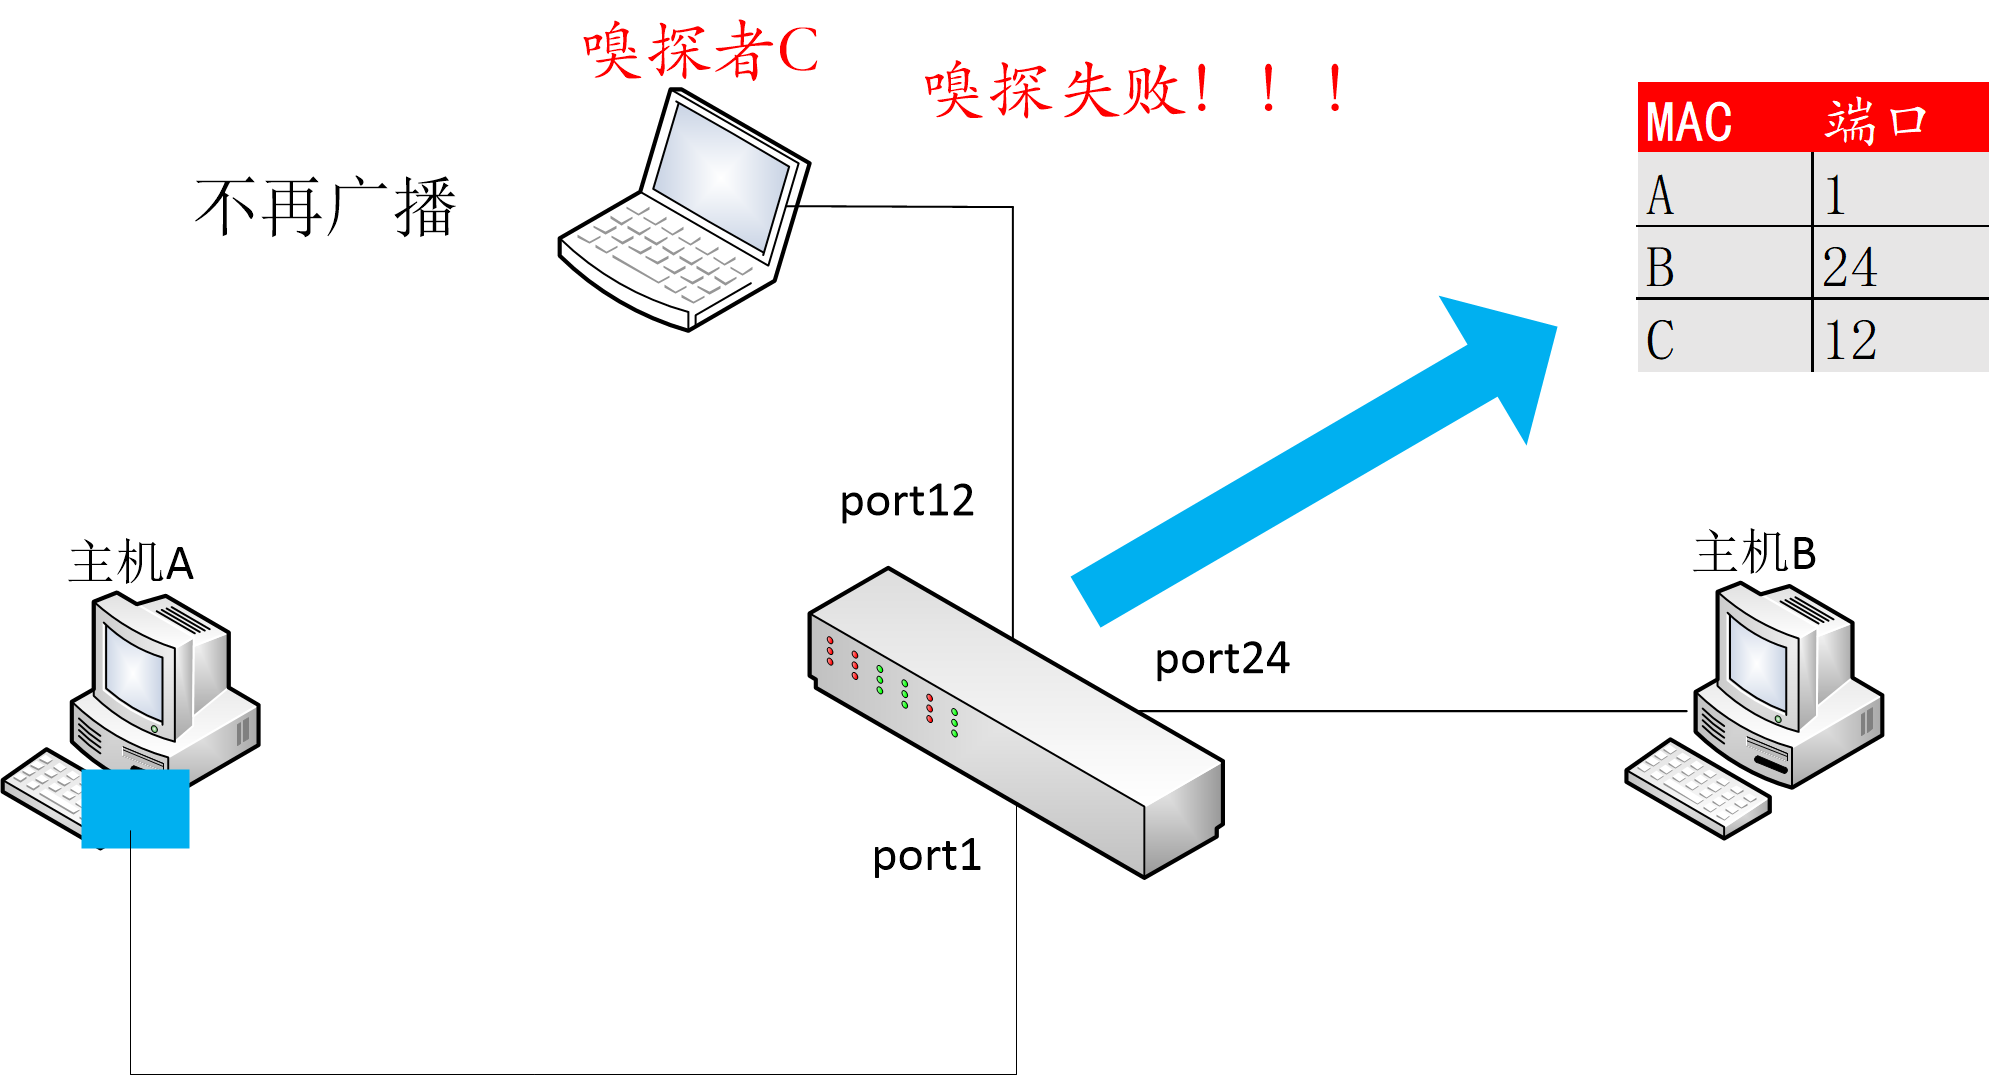 嗅探者C
嗅探失败！！！
不再广播
MAC 端口
A 1
B 24
C 12
port12
主机A
主机B
port24
port1